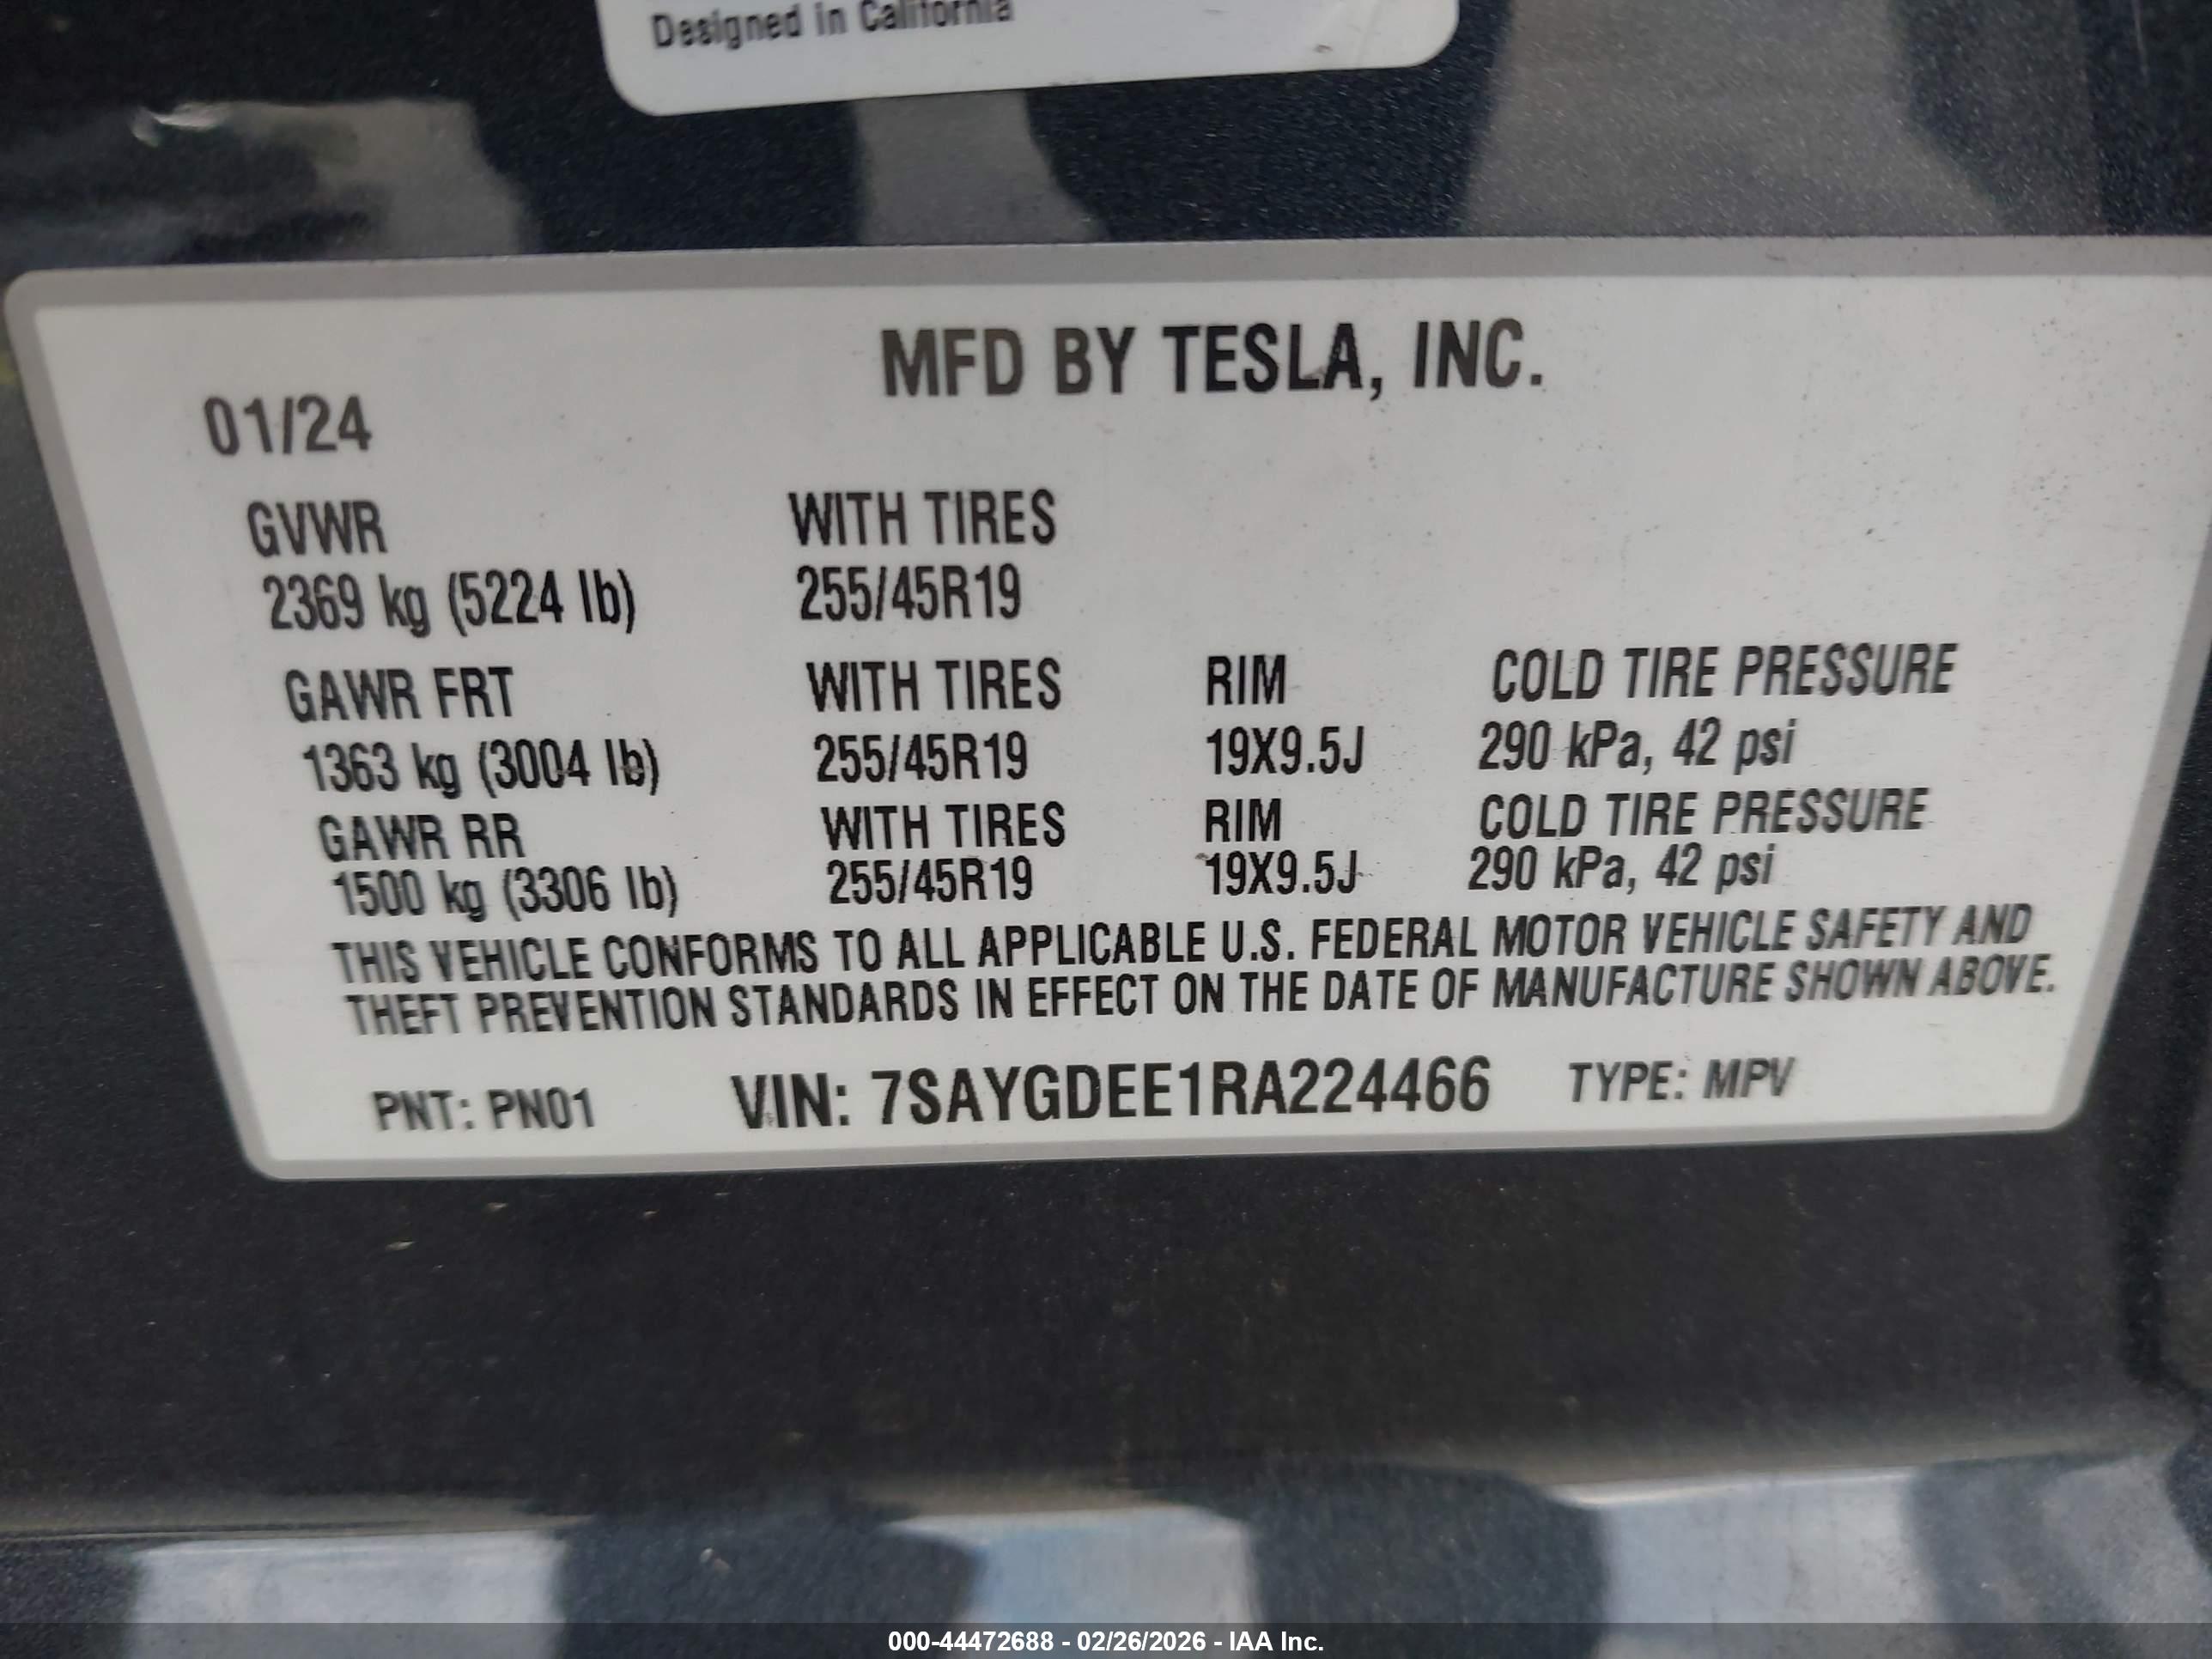 Designed in California
MFD BY TESLA, INC.
01/24
GVWR WITH TIRES
2369 kg (5224 lb) 255/45R19
GAWR FRT WITH TIRES RIM COLD TIRE PRESSURE
1363 kg (3004 lb) 255/45R19 19X9.5J 290 kPa, 42 psi
GAWR RR WITH TIRES RIM COLD TIRE PRESSURE
1500 kg (3306 lb) 255/45R19 19X9.5J 290 kPa, 42 psi
THIS VEHICLE CONFORMS TO ALL APPLICABLE U.S. FEDERAL MOTOR VEHICLE SAFETY AND
THEFT PREVENTION STANDARDS IN EFFECT ON THE DATE OF MANUFACTURE SHOWN ABOVE.
PNT: PN01 VIN: 7SAYGDEE1RA224466 TYPE: MPV
000-44472688 - 02/26/2026 - IAA Inc.